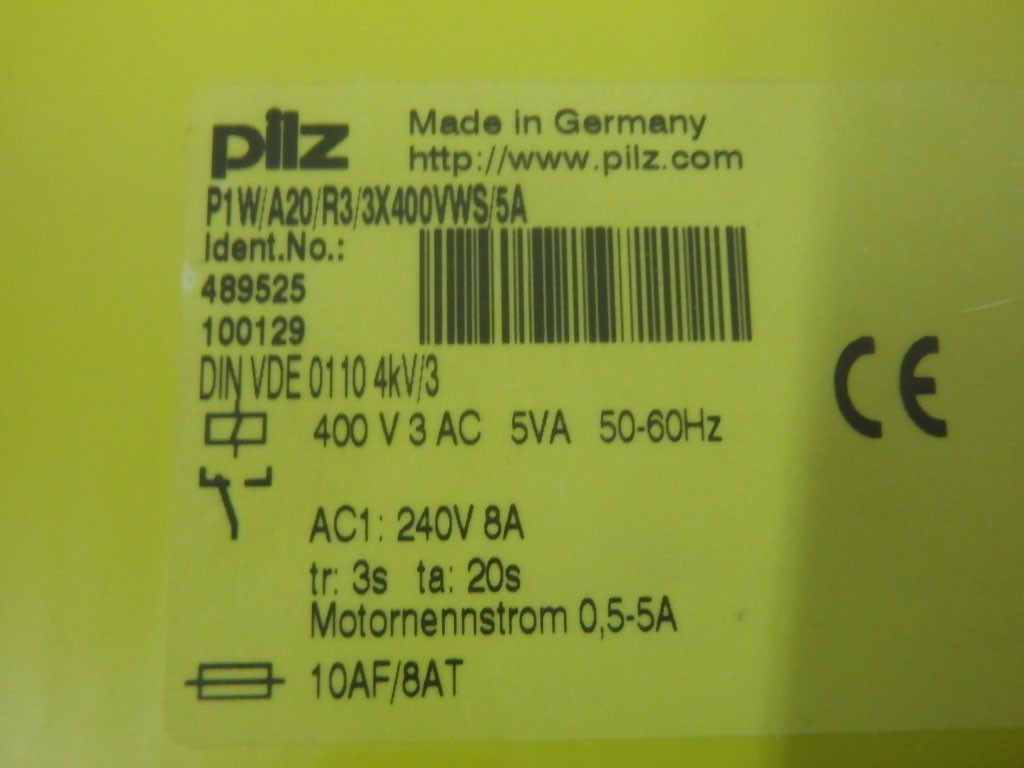 pilz
Made in Germany
http://www.pilz.com
P1W/A20/R3/3X400VWS/5A
Ident.No.:
489525
100129
DIN VDE 0110 4kV/3
400 V 3 AC 5VA 50-60Hz
AC1: 240V 8A
tr: 3s ta: 20s
Motornennstrom 0,5-5A
10AF/8AT
CE